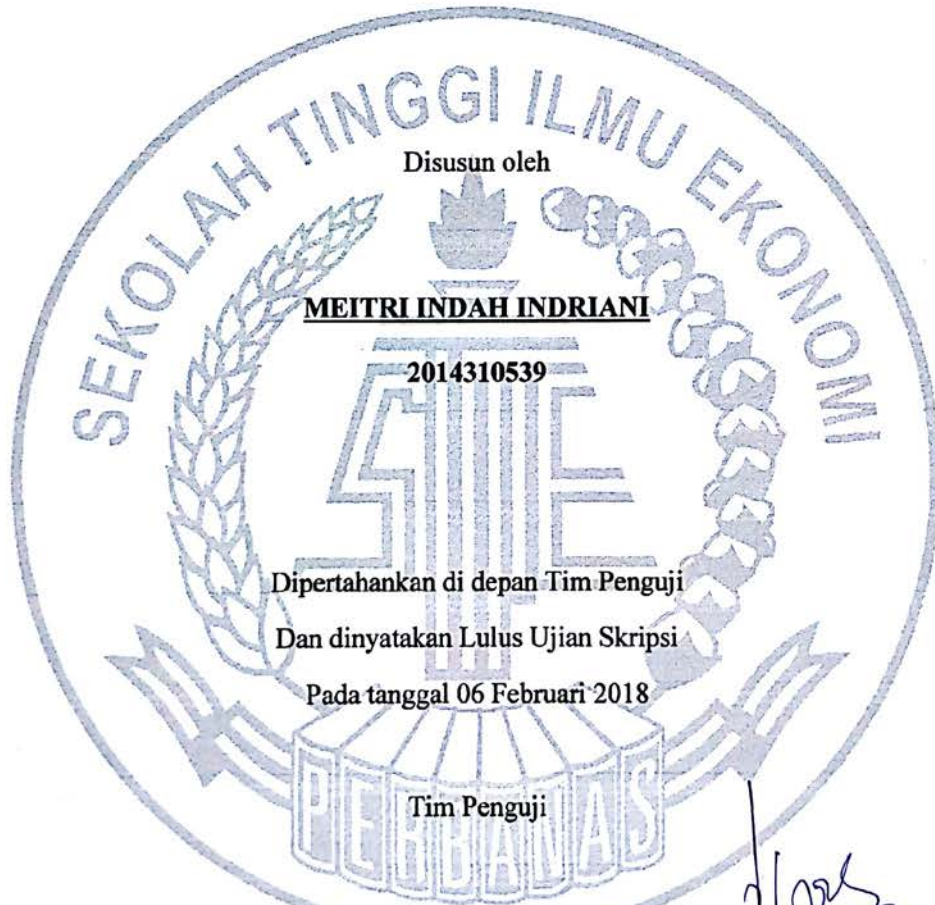 SEKOLAH TINGGI ILMU EKONOMI
Disusun oleh
MEITRI INDAH INDRIANI
2014310539
Dipertahankan di depan Tim Penguji
Dan dinyatakan Lulus Ujian Skripsi
Pada tanggal 06 Februari 2018
Tim Penguji
PERBANAS